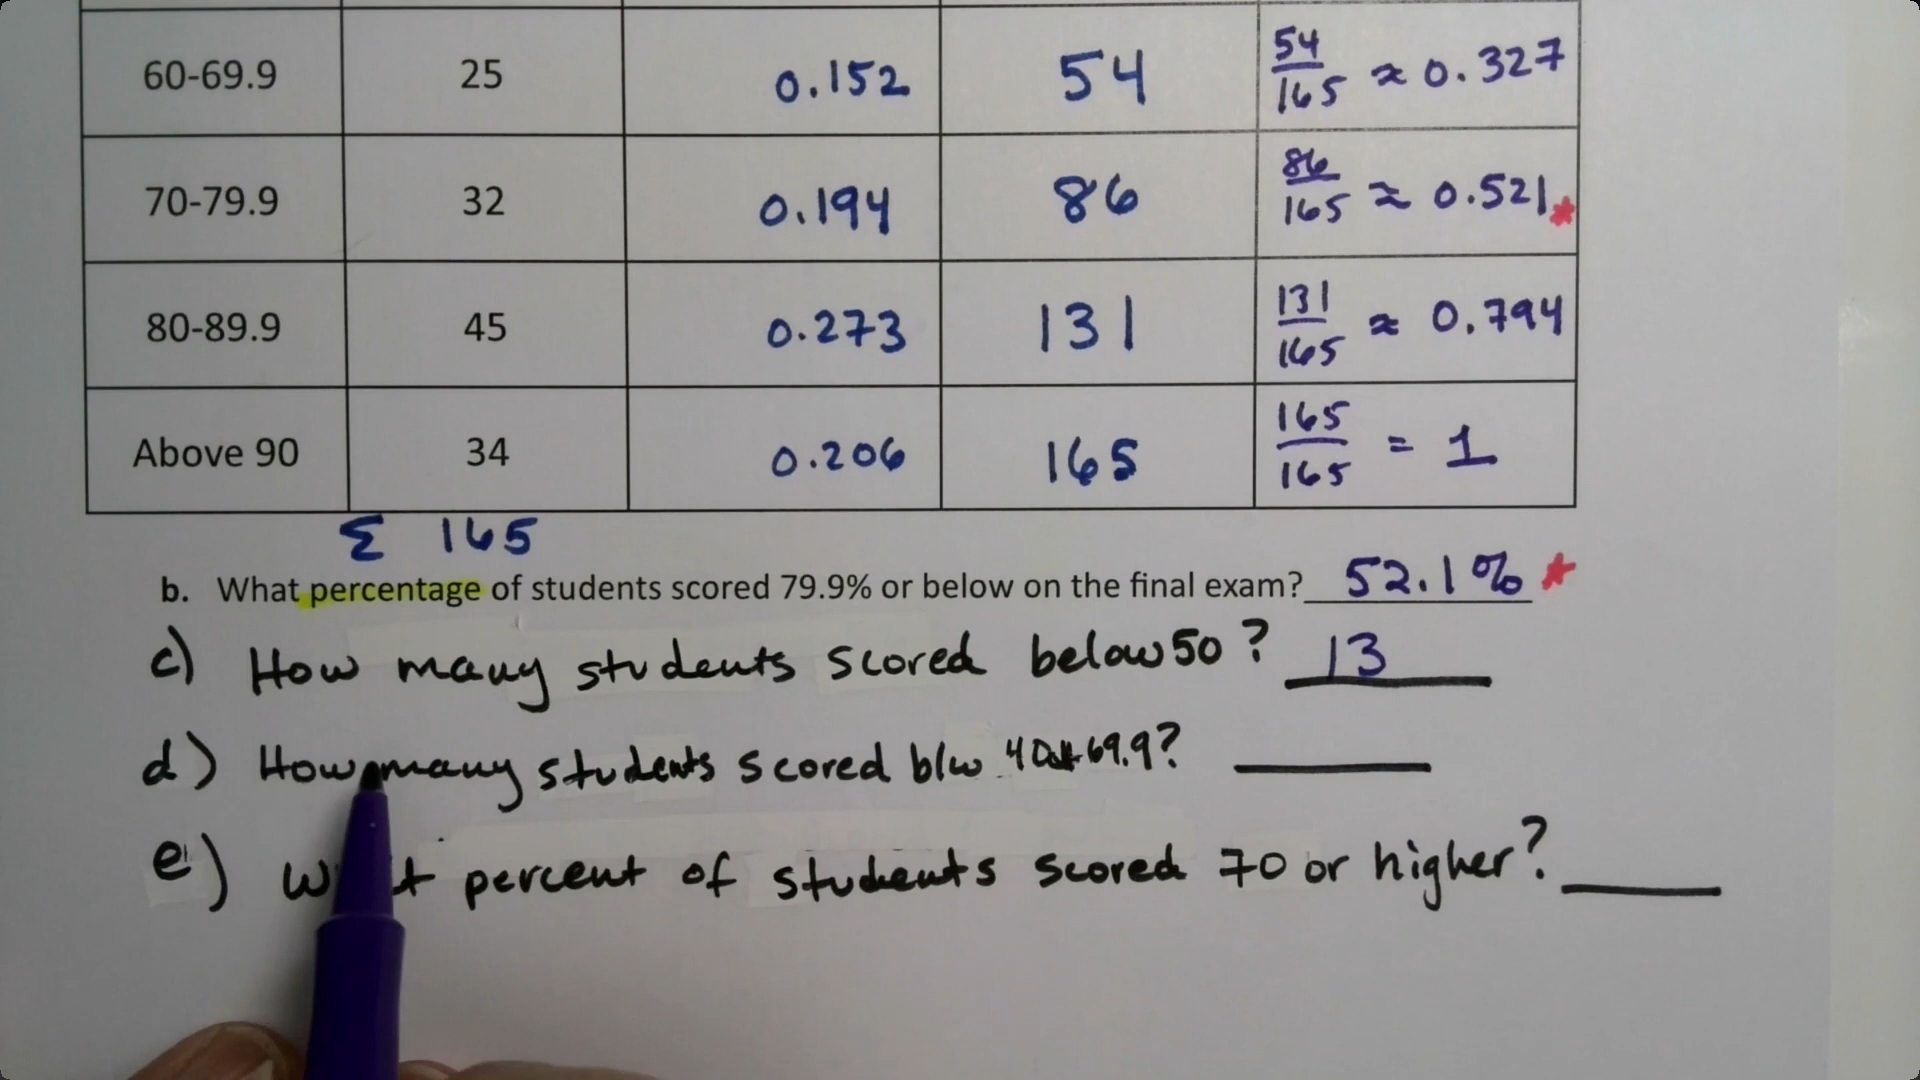 60-69.9 25 0.152 54 54/165 ≈ 0.327
70-79.9 32 0.194 86 86/165 ≈ 0.521*
80-89.9 45 0.273 131 131/165 ≈ 0.794
Above 90 34 0.206 165 165/165 = 1
Σ 165
b. What percentage of students scored 79.9% or below on the final exam? 52.1% *
c) How many students scored below 50? 13
d) How many students scored b/w 40 + 69.9?
e) percent of students scored 70 or higher?